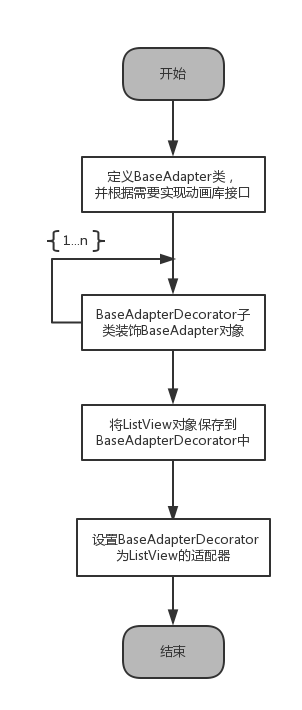 开始
定义BaseAdapter类，
并根据需要实现动画库接口
{ 1...n }
BaseAdapterDecorator子
类装饰BaseAdapter对象
将ListView对象保存到
BaseAdapterDecorator中
设置BaseAdapterDecorator
为ListView的适配器
结束